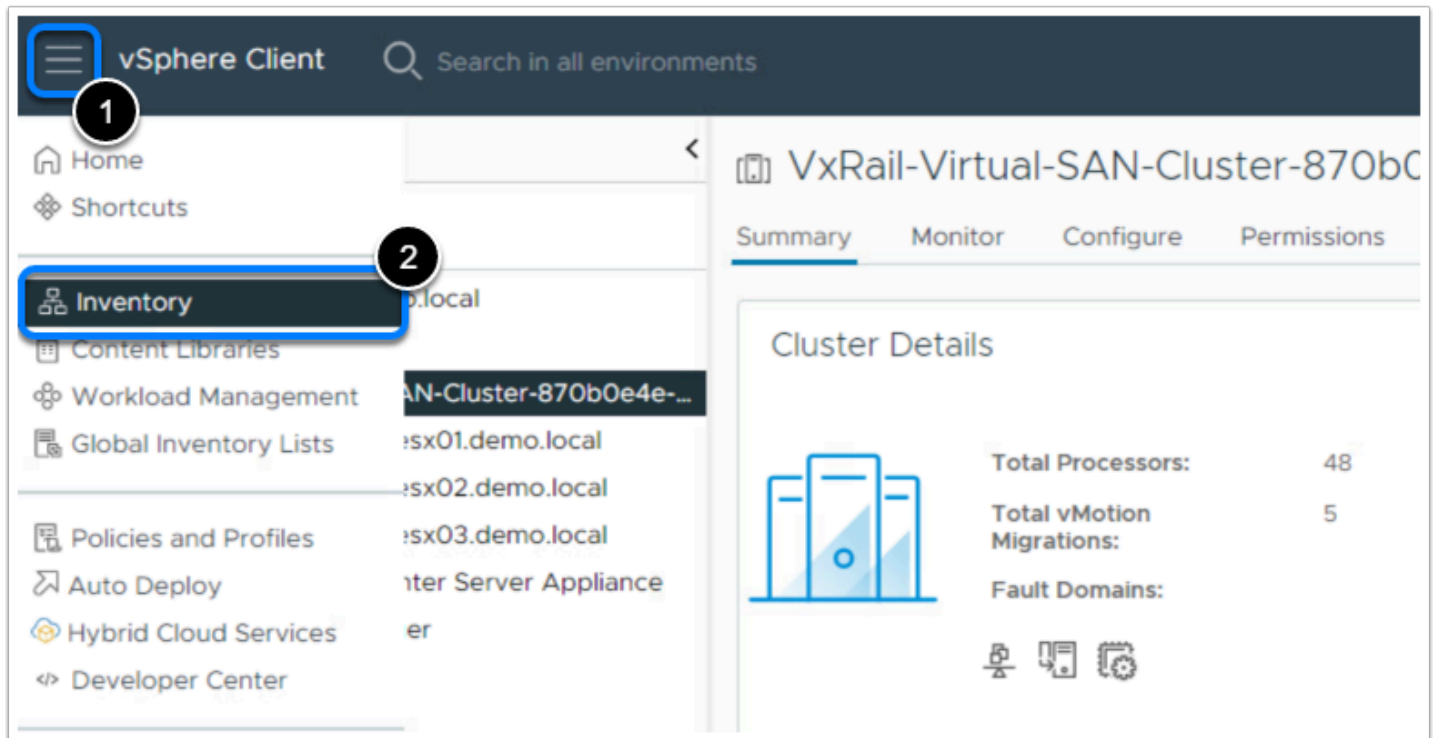 vSphere Client
Search in all environments
1
Home
Shortcuts
2
Inventory
Content Libraries
Workload Management
Global Inventory Lists
Policies and Profiles
Auto Deploy
Hybrid Cloud Services
Developer Center
.local
AN-Cluster-870b0e4e-...
esx01.demo.local
esx02.demo.local
esx03.demo.local
nter Server Appliance
er
VxRail-Virtual-SAN-Cluster-870b0
Summary Monitor Configure Permissions
Cluster Details
Total Processors: 48
Total vMotion 5
Migrations:
Fault Domains: